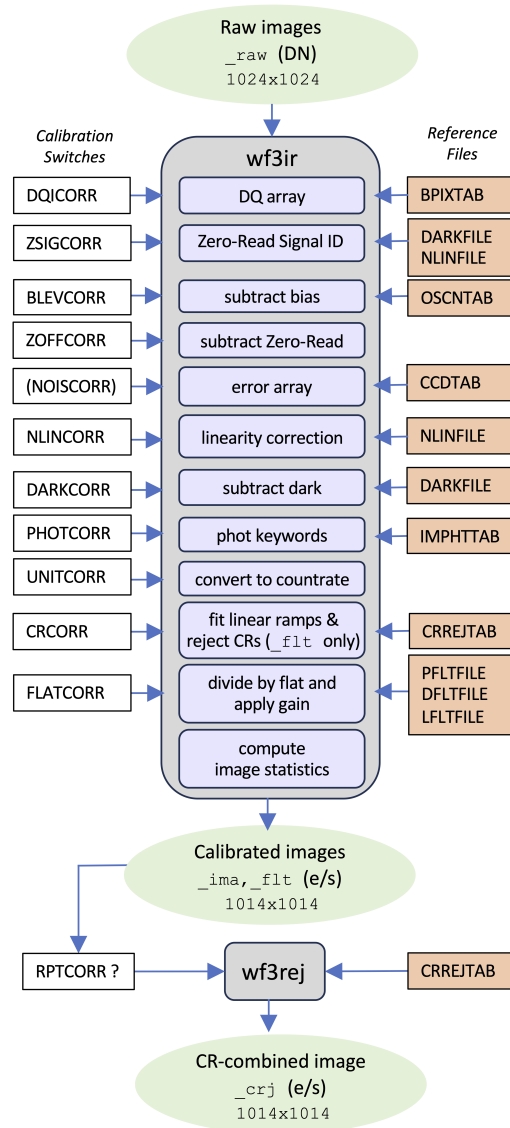 Raw images
_raw (DN)
1024x1024
Calibration
Switches
Reference
Files
wf3ir
DQICORR
DQ array
BPIXTAB
ZSIGCORR
Zero-Read Signal ID
DARKFILE
NLINFILE
BLEVCORR
subtract bias
OSCNTAB
ZOFFCORR
subtract Zero-Read
(NOISCORR)
error array
CCDTAB
NLINCORR
linearity correction
NLINFILE
DARKCORR
subtract dark
DARKFILE
PHOTCORR
phot keywords
IMPHTTAB
UNITCORR
convert to countrate
CRCORR
fit linear ramps &
reject CRs (_flt only)
CRREJTAB
FLATCORR
divide by flat and
apply gain
PFLTFILE
DFLTFILE
LFLTFILE
compute
image statistics
Calibrated images
_ima,_flt (e/s)
1014x1014
RPTCORR ?
wf3rej
CRREJTAB
CR-combined image
_crj (e/s)
1014x1014